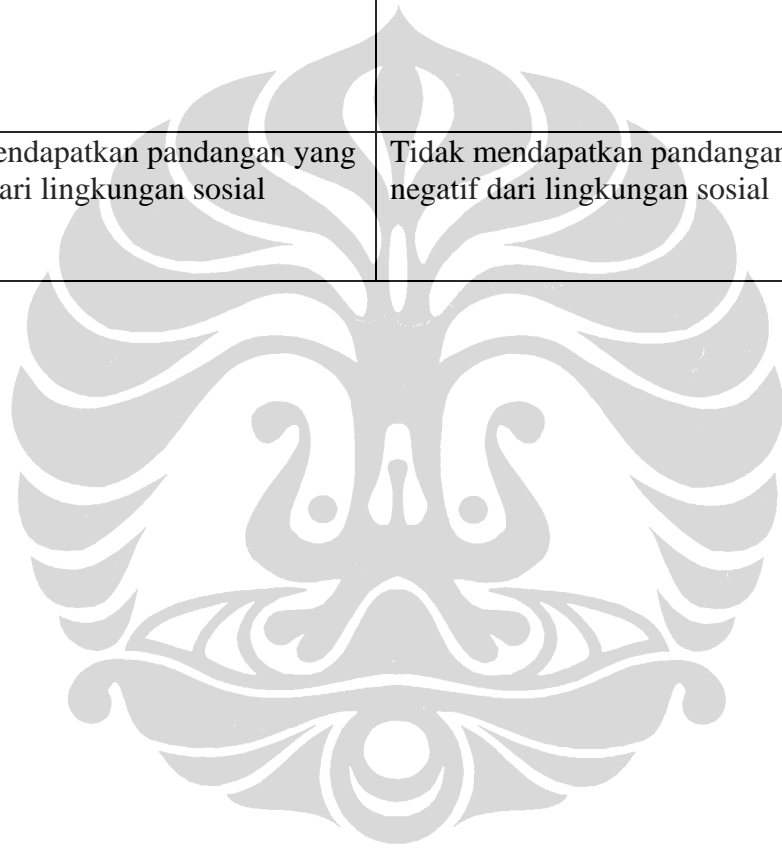 endapatkan pandangan yang
ari lingkungan sosial
Tidak mendapatkan pandangan
negatif dari lingkungan sosial